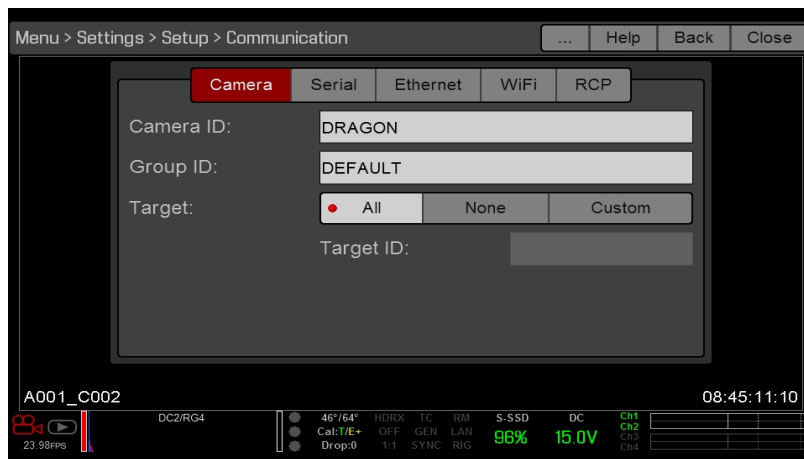 Menu > Settings > Setup > Communication ... Help Back Close
Camera Serial Ethernet WiFi RCP
Camera ID: DRAGON
Group ID: DEFAULT
Target: All None Custom
Target ID:
A001_C002 08:45:11:10
DC2/RG4 46°/64° HDRX TC RM S-SSD DC Ch1
Cal:T/E+ OFF GEN LAN 96% 15.0V Ch2
23.98FPS Drop:0 1:1 SYNC RIG Ch3
Ch4